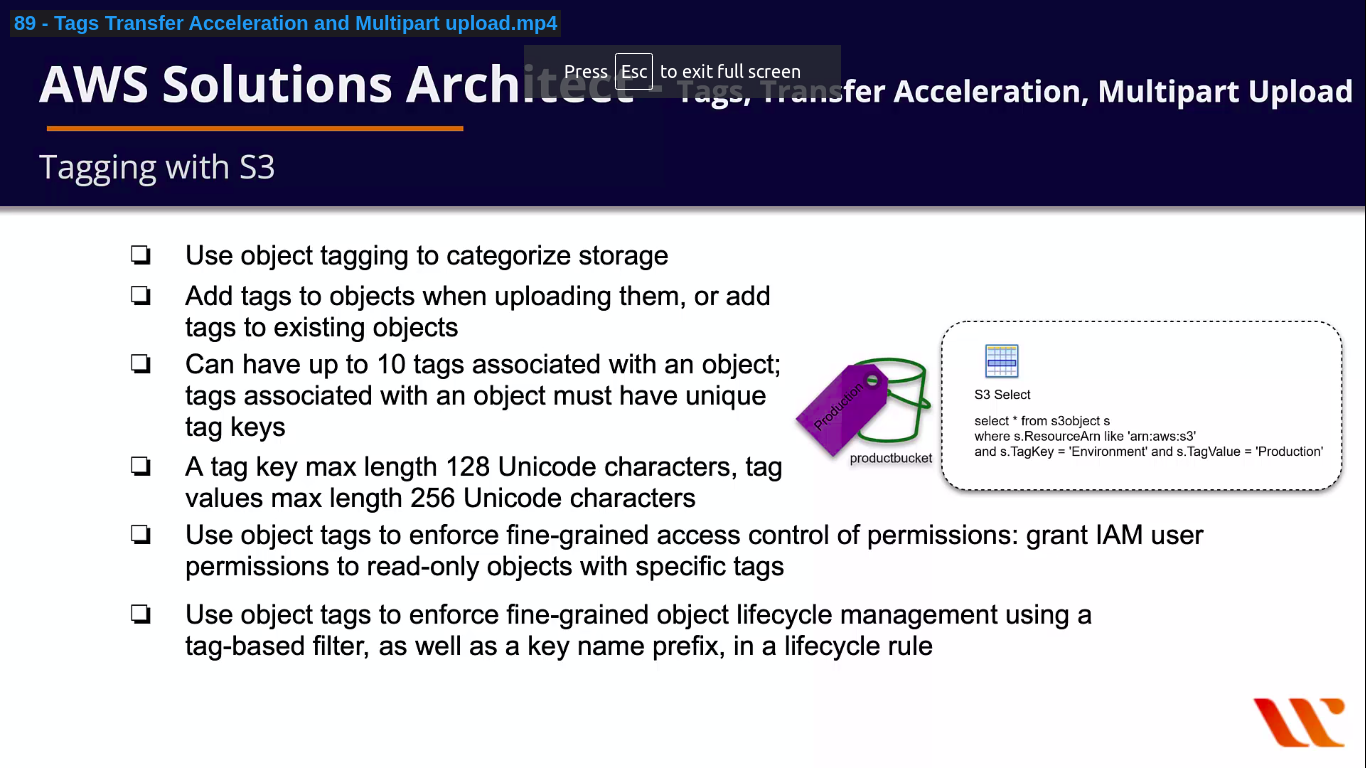 89 - Tags Transfer Acceleration and Multipart upload.mp4
Press Esc to exit full screen
AWS Solutions Architect - Tags, Transfer Acceleration, Multipart Upload
Tagging with S3
❏ Use object tagging to categorize storage
❏ Add tags to objects when uploading them, or add
tags to existing objects
❏ Can have up to 10 tags associated with an object;
tags associated with an object must have unique
tag keys
❏ A tag key max length 128 Unicode characters, tag
values max length 256 Unicode characters
❏ Use object tags to enforce fine-grained access control of permissions: grant IAM user
permissions to read-only objects with specific tags
❏ Use object tags to enforce fine-grained object lifecycle management using a
tag-based filter, as well as a key name prefix, in a lifecycle rule
Production
productbucket
S3 Select
select * from s3object s
where s.ResourceArn like 'arn:aws:s3'
and s.TagKey = 'Environment' and s.TagValue = 'Production'